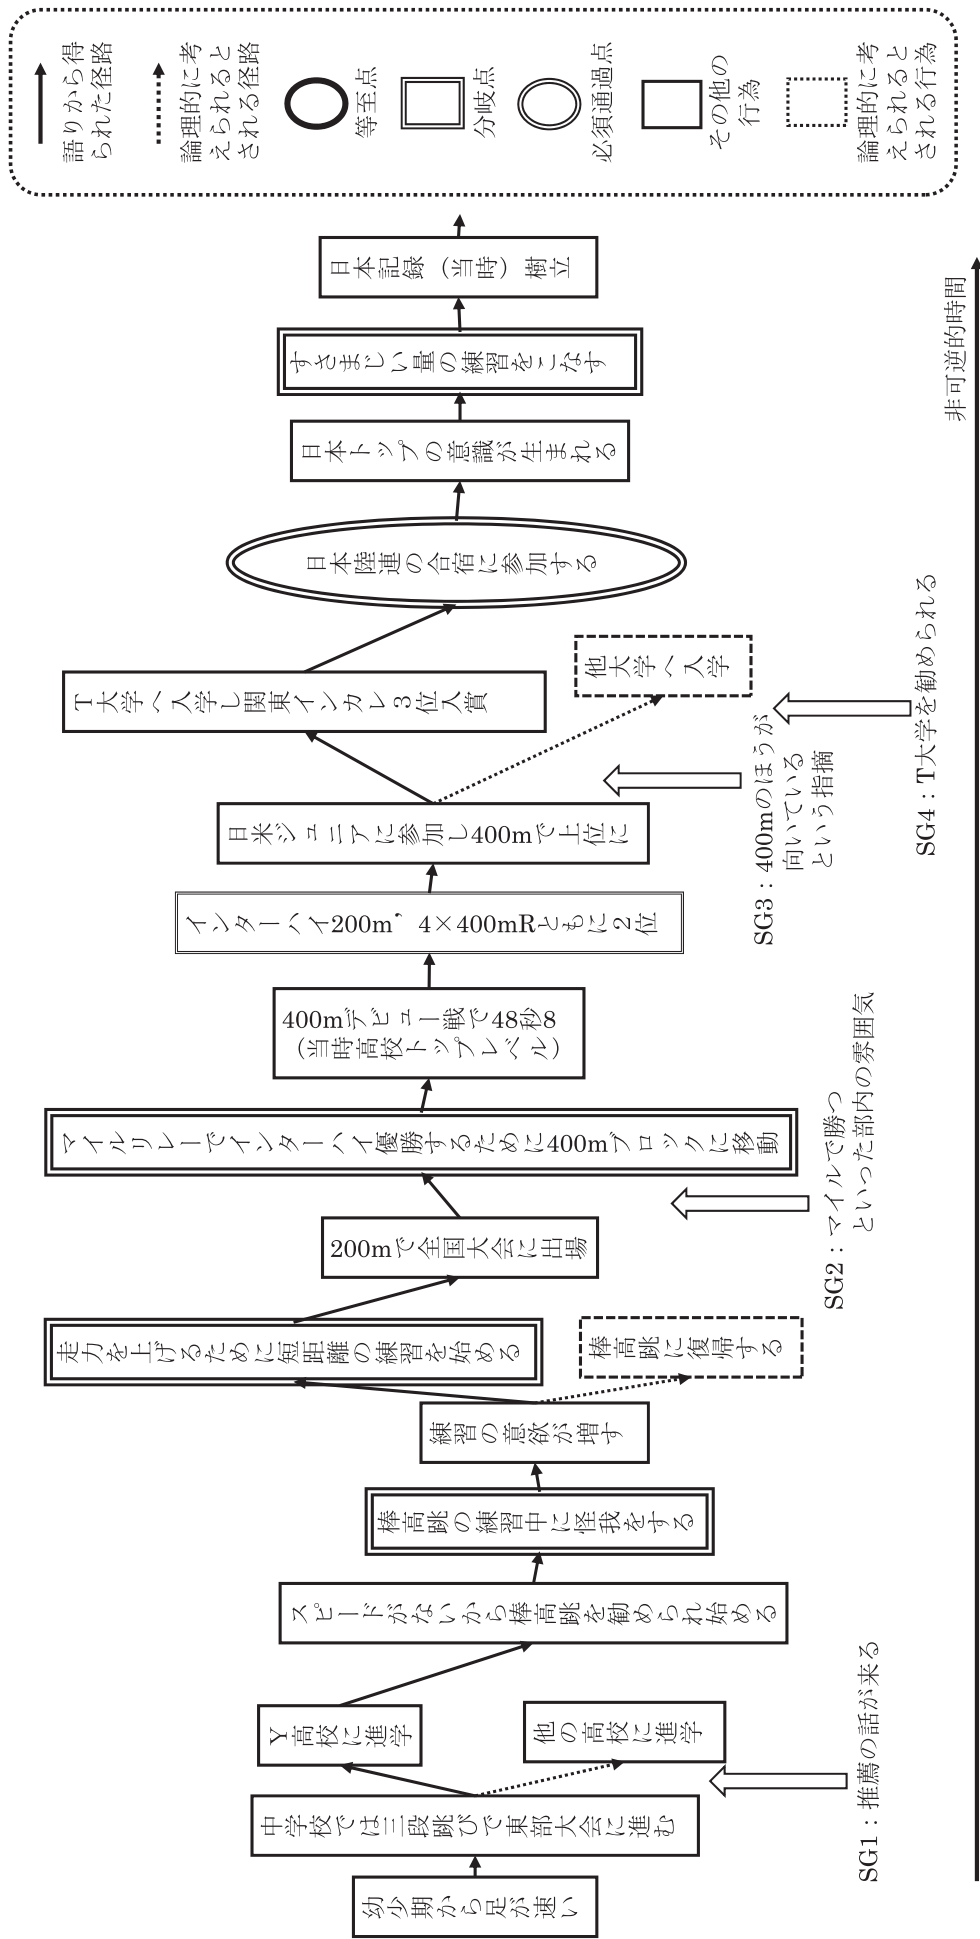 幼少期から足が速い
中学校では三段跳びで東部大会に進む
Y高校に進学
他の高校に進学
SG1：推薦の話が来る
スピードがないから棒高跳を勧められ始める
棒高跳の練習中に怪我をする
練習の意欲が増す
走力を上げるために短距離の練習を始める
棒高跳に復帰する
200mで全国大会に出場
SG2：マイルで勝つ
といった部内の雰囲気
マイルリレーでインターハイ優勝するために400mブロックに移動
400mデビュー戦で48秒8
（当時高校トップレベル）
インターハイ200m，4×400mRともに2位
日米ジュニアに参加し400mで上位に
SG3：400mのほうが
向いている
という指摘
T大学へ入学し関東インカレ3位入賞
他大学へ入学
SG4：T大学を勧められる
日本陸連の合宿に参加する
日本トップの意識が生まれる
すさまじい量の練習をこなす
日本記録（当時）樹立
非可逆的時間
語りから得
られた経路
論理的に考
えられると
される経路
等至点
分岐点
必須通過点
その他の
行為
論理的に考
えられると
される行為